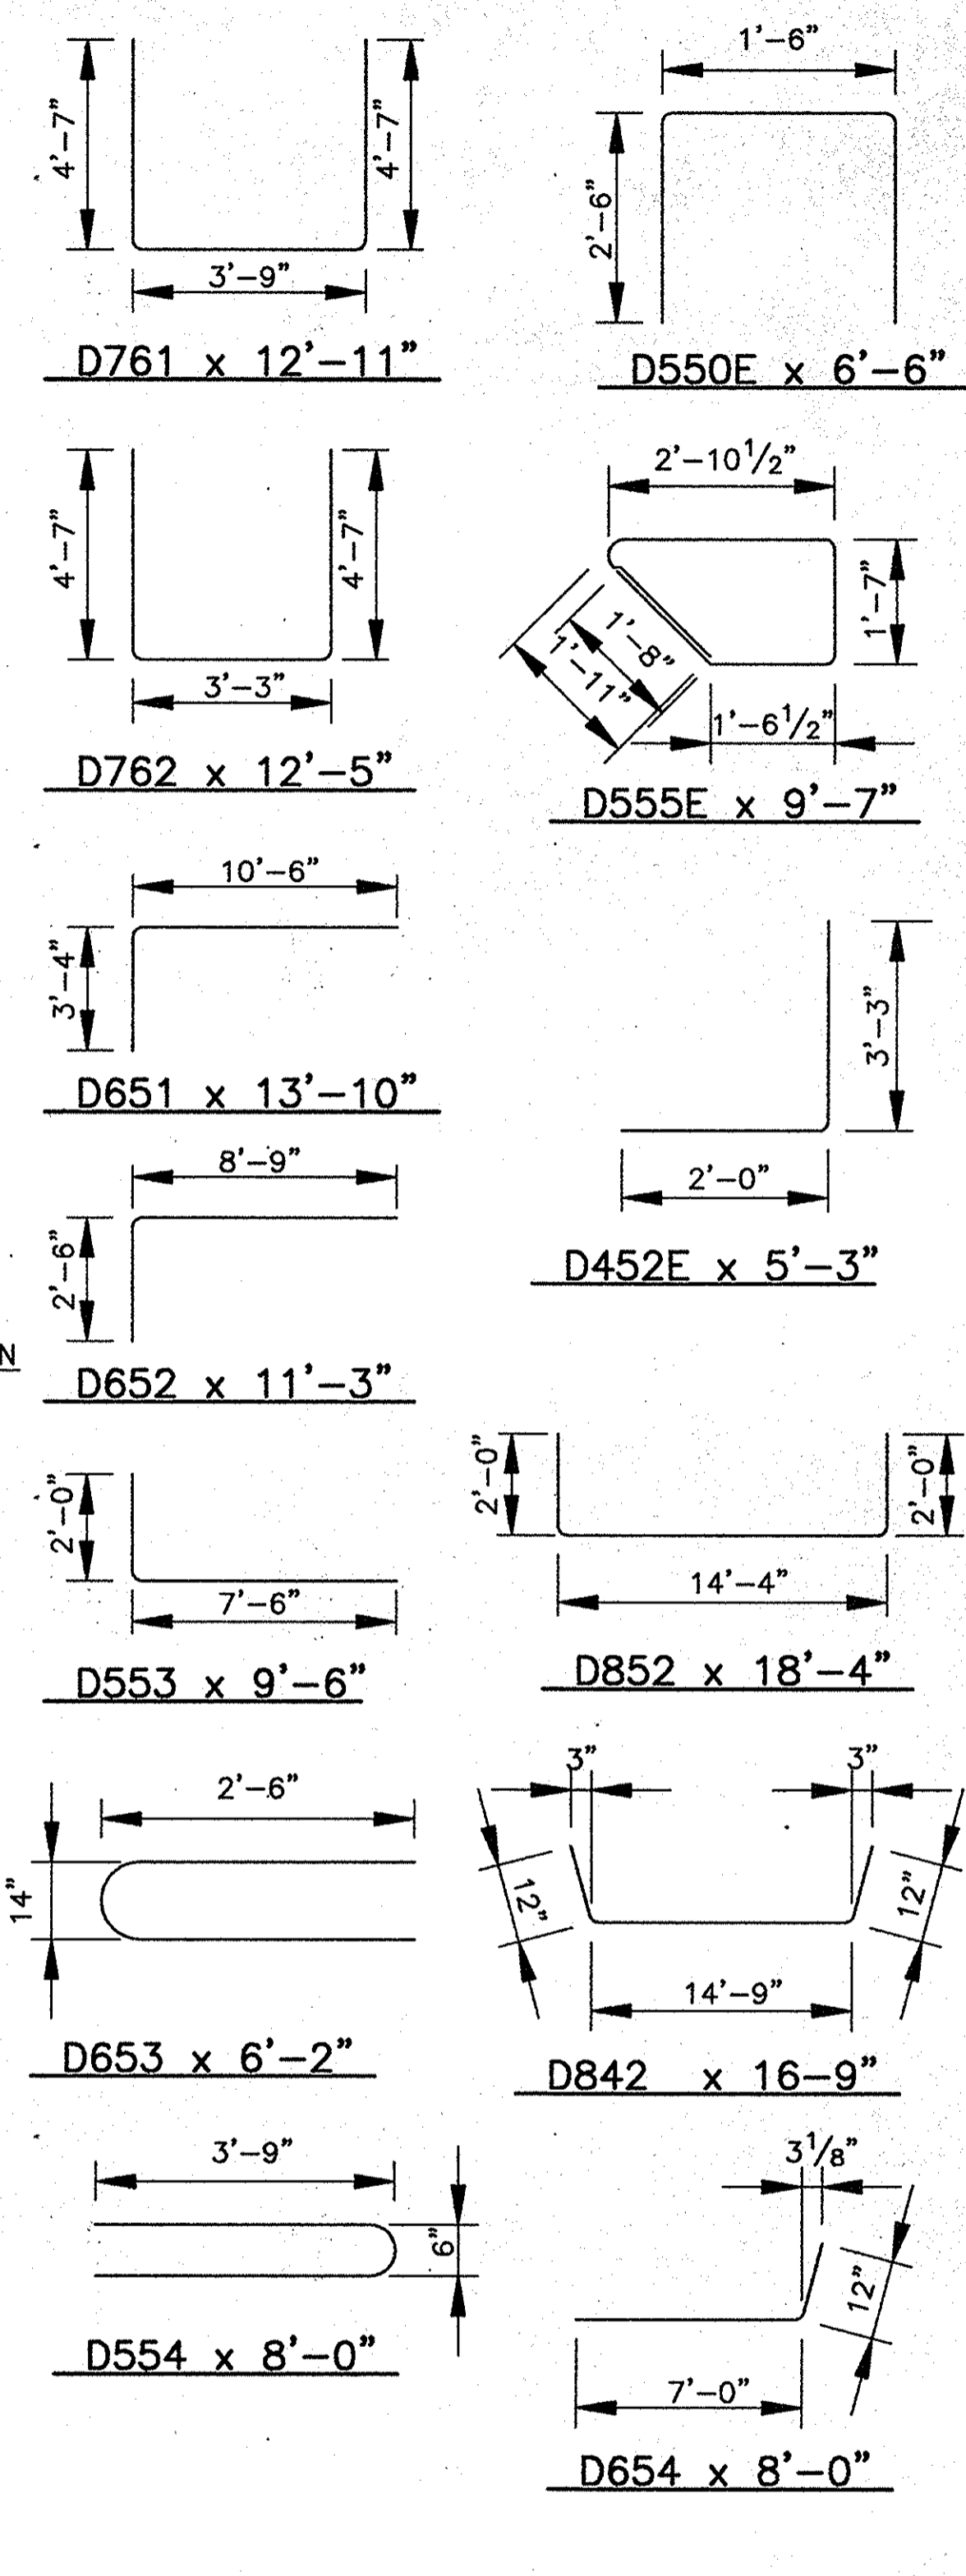 4'-7"
4'-7"
3'-9"
D761 x 12'-11"
1'-6"
2'-6"
D550E x 6'-6"
4'-7"
4'-7"
3'-3"
D762 x 12'-5"
2'-10 1/2"
1'-7"
1'-8"
1'-11"
1'-6 1/2"
D555E x 9'-7"
10'-6"
3'-4"
D651 x 13'-10"
3'-3"
2'-0"
D452E x 5'-3"
8'-9"
2'-6"
N
D652 x 11'-3"
2'-0"
7'-6"
D553 x 9'-6"
2'-0"
2'-0"
14'-4"
D852 x 18'-4"
2'-6"
14"
D653 x 6'-2"
3"
3"
12"
12"
14'-9"
D842 x 16-9"
3'-9"
6"
D554 x 8'-0"
3 1/8"
12"
7'-0"
D654 x 8'-0"